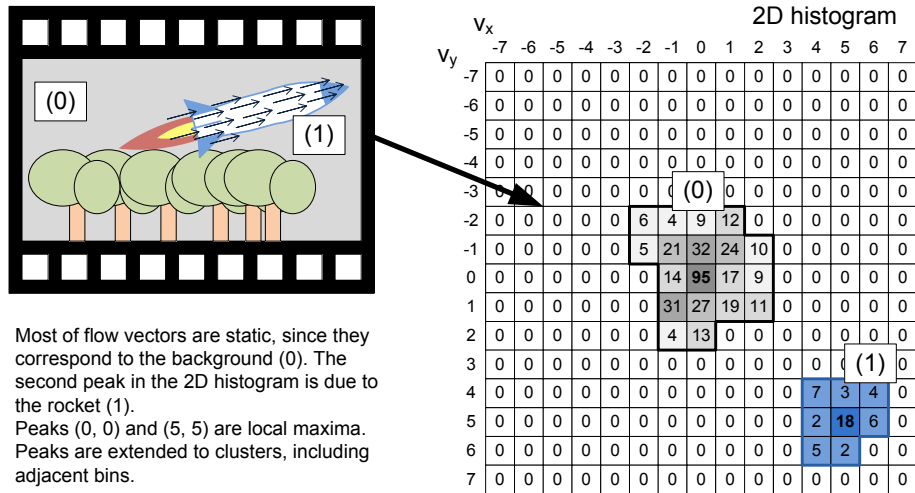 2D histogram
v_x
-7 -6 -5 -4 -3 -2 -1 0 1 2 3 4 5 6 7
v_y
-7 0 0 0 0 0 0 0 0 0 0 0 0 0 0 0
-6 0 0 0 0 0 0 0 0 0 0 0 0 0 0 0
-5 0 0 0 0 0 0 0 0 0 0 0 0 0 0 0
-4 0 0 0 0 0 0 0 0 0 0 0 0 0 0 0
-3 0 0 0 0 0 0 0 0 0 0 0 0 0
(0)
-2 0 0 0 0 0 6 4 9 12 0 0 0 0 0 0
-1 0 0 0 0 0 5 21 32 24 10 0 0 0 0 0
0 0 0 0 0 0 0 14 95 17 9 0 0 0 0 0
1 0 0 0 0 0 0 31 27 19 11 0 0 0 0 0
2 0 0 0 0 0 0 4 13 0 0 0 0 0 0 0
3 0 0 0 0 0 0 0 0 0 0 0 0 0
(1)
4 0 0 0 0 0 0 0 0 0 0 0 7 3 4 0
5 0 0 0 0 0 0 0 0 0 0 0 2 18 6 0
6 0 0 0 0 0 0 0 0 0 0 0 5 2 0 0
7 0 0 0 0 0 0 0 0 0 0 0 0 0 0 0
(0)
(1)
Most of flow vectors are static, since they
correspond to the background (0). The
second peak in the 2D histogram is due to
the rocket (1).
Peaks (0, 0) and (5, 5) are local maxima.
Peaks are extended to clusters, including
adjacent bins.